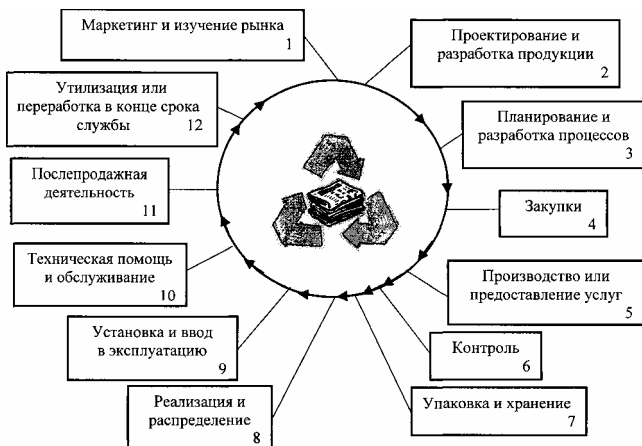 Маркетинг и изучение рынка
1
Проектирование и
разработка продукции
2
Планирование и
разработка процессов
3
Закупки
4
Производство или
предоставление услуг
5
Контроль
6
Упаковка и хранение
7
Реализация и
распределение
8
Установка и ввод
в эксплуатацию
9
Техническая помощь
и обслуживание
10
Послепродажная
деятельность
11
Утилизация или
переработка в конце срока
службы
12